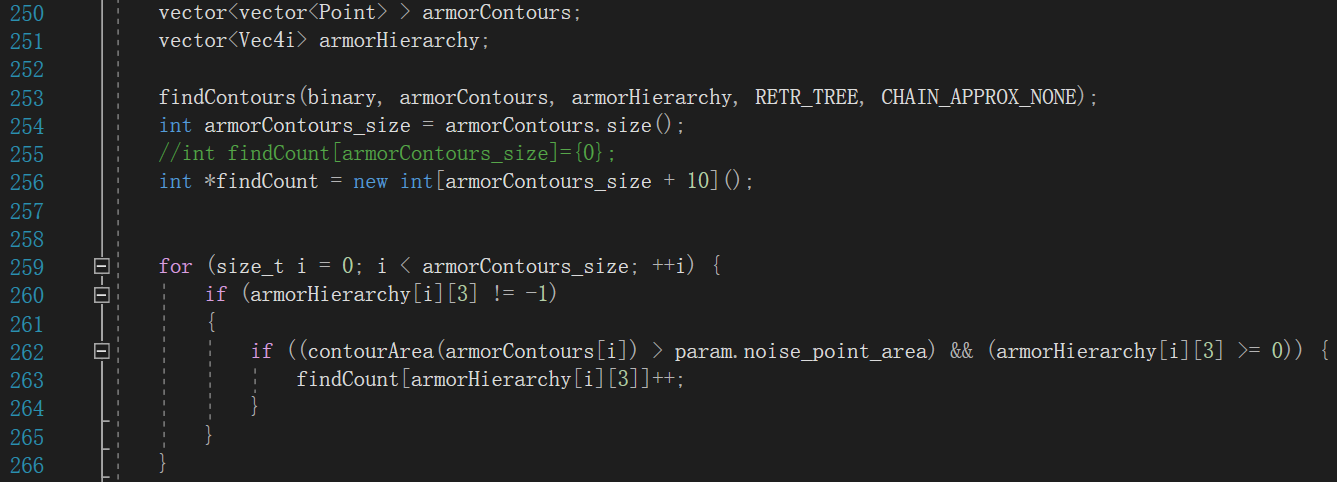 250 vector<vector<Point> > armorContours;
251 vector<Vec4i> armorHierarchy;
252
253 findContours(binary, armorContours, armorHierarchy, RETR_TREE, CHAIN_APPROX_NONE);
254 int armorContours_size = armorContours.size();
255 //int findCount[armorContours_size]={0};
256 int *findCount = new int[armorContours_size + 10]();
257
258
259 for (size_t i = 0; i < armorContours_size; ++i) {
260 if (armorHierarchy[i][3] != -1)
261 {
262 if ((contourArea(armorContours[i]) > param.noise_point_area) && (armorHierarchy[i][3] >= 0)) {
263 findCount[armorHierarchy[i][3]]++;
264 }
265 }
266 }